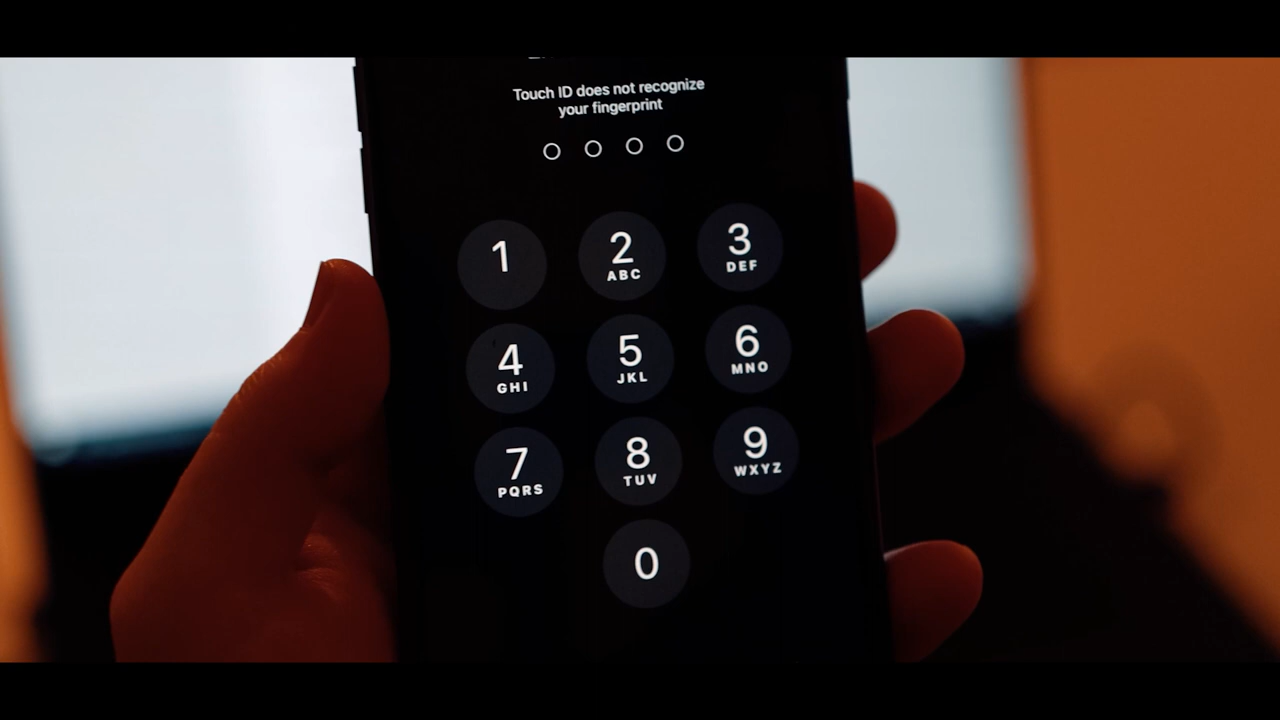 Touch ID does not recognize
your fingerprint
1 2 3
ABC DEF
4 5 6
GHI JKL MNO
7 8 9
PQRS TUV WXYZ
0